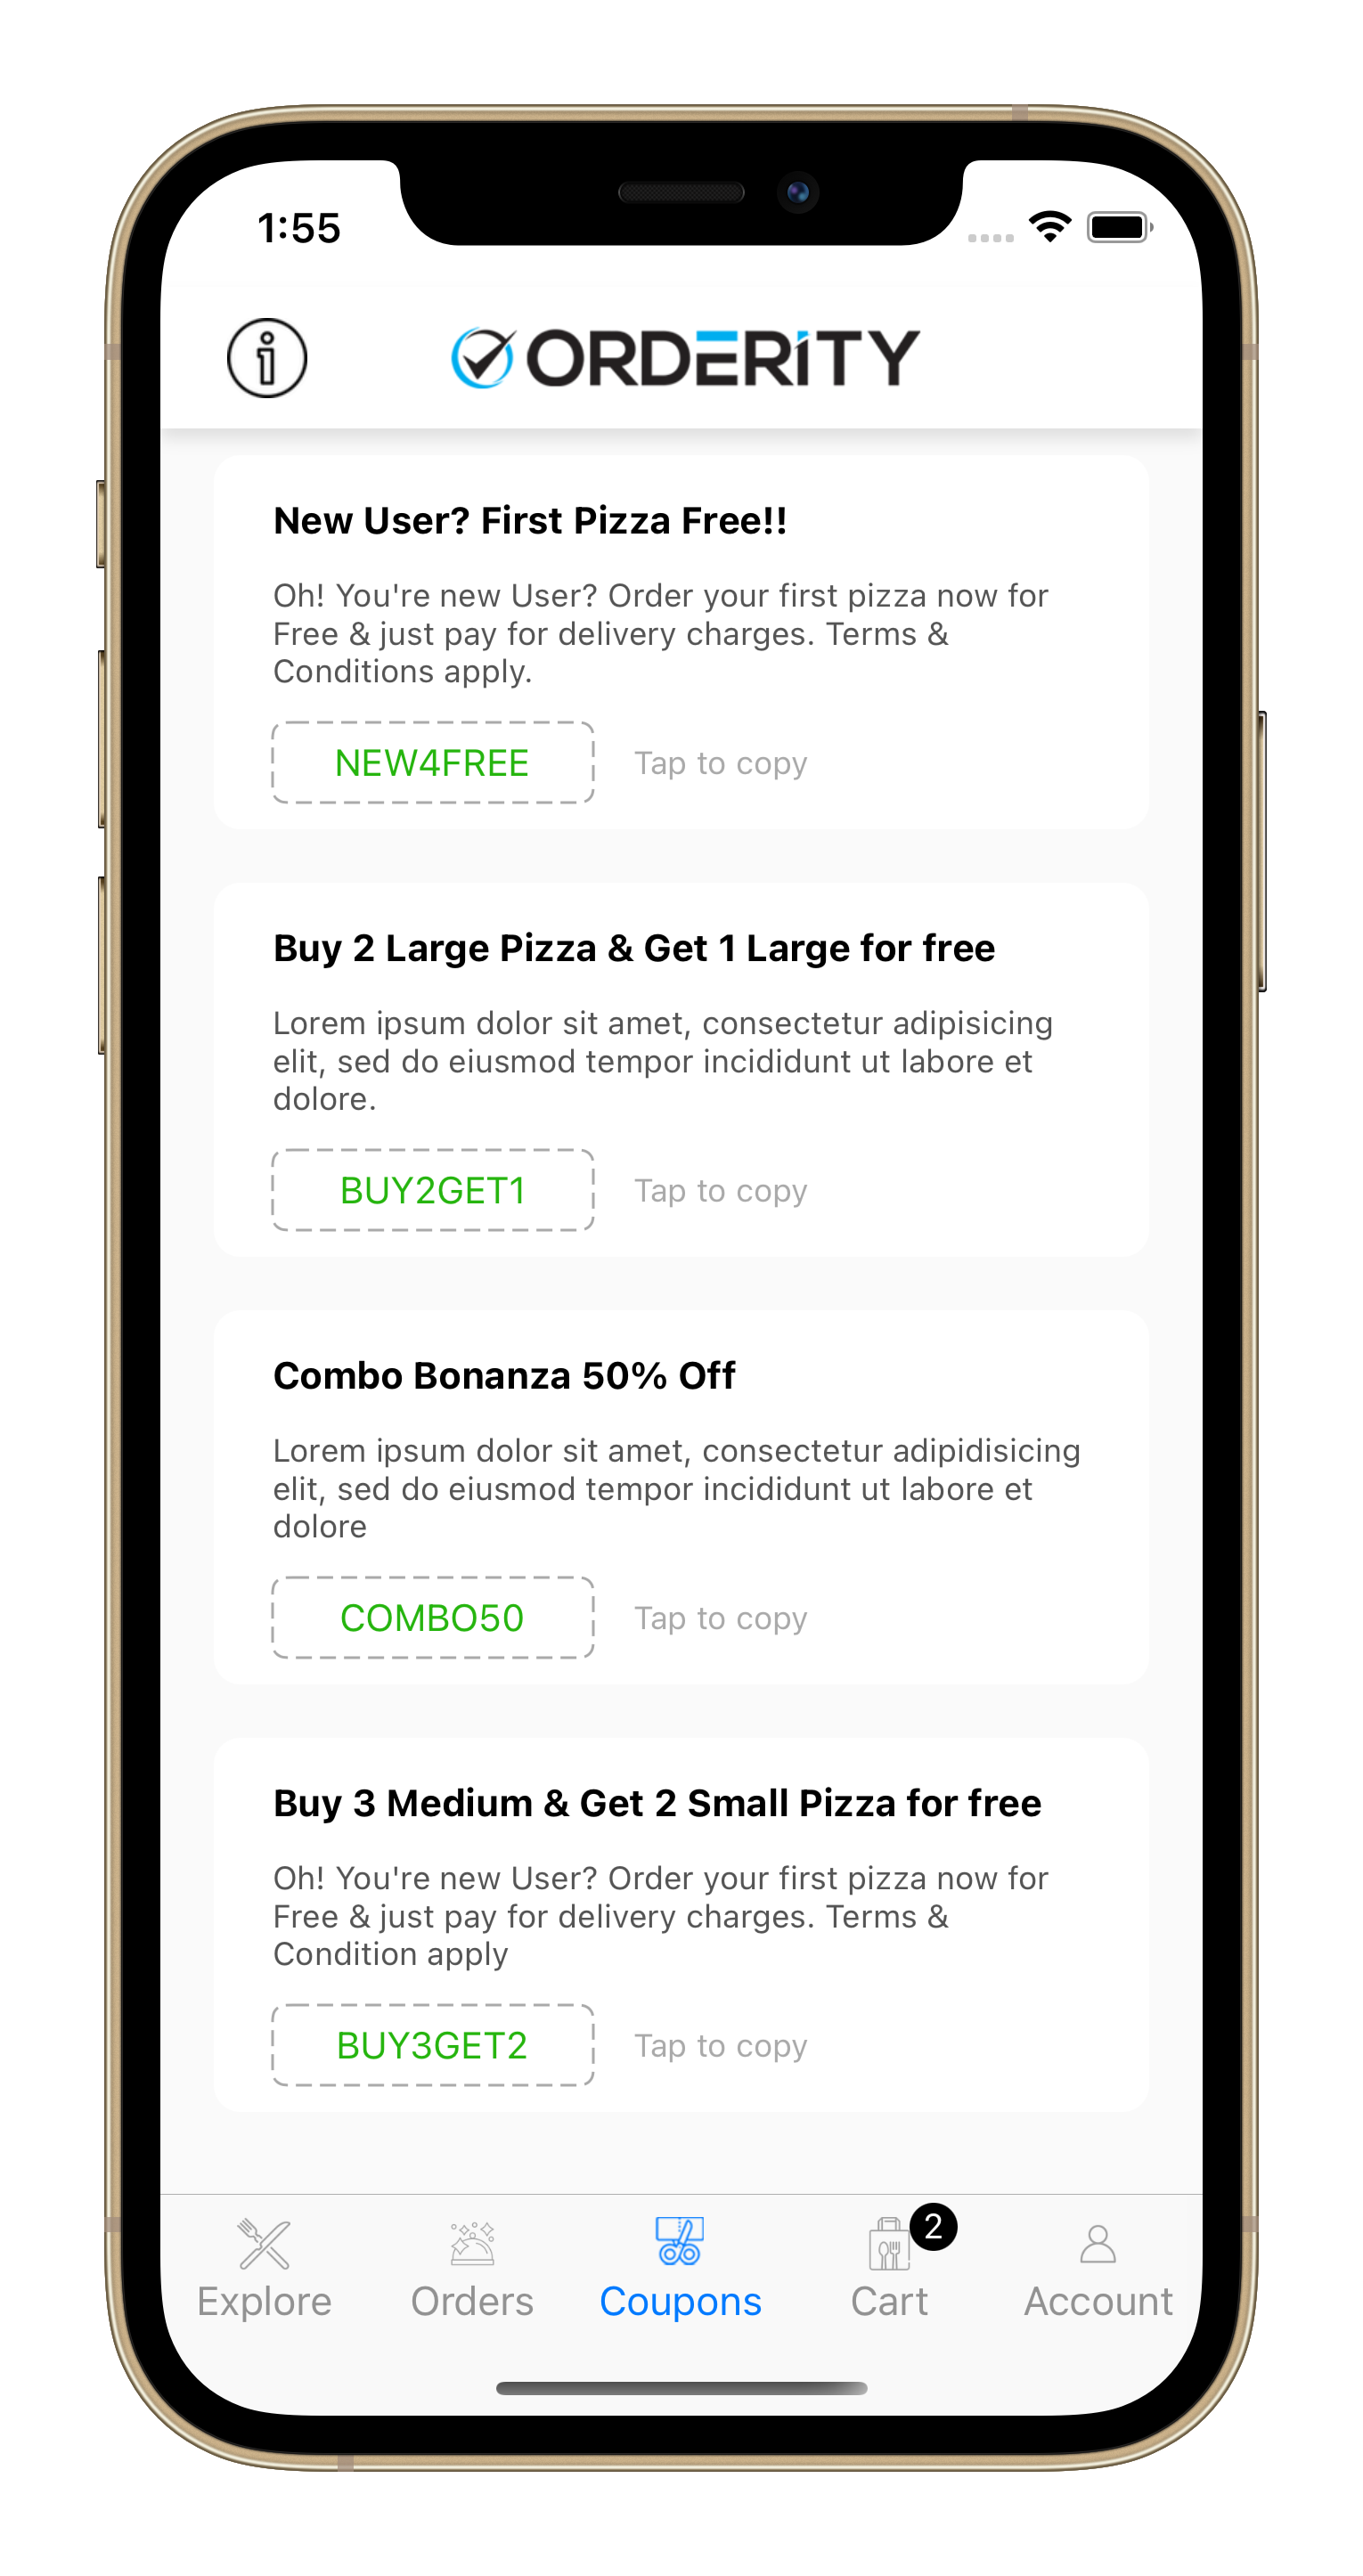 1:55
ORDERITY
New User? First Pizza Free!!
Oh! You're new User? Order your first pizza now for
Free & just pay for delivery charges. Terms &
Conditions apply.
NEW4FREE Tap to copy
Buy 2 Large Pizza & Get 1 Large for free
Lorem ipsum dolor sit amet, consectetur adipisicing
elit, sed do eiusmod tempor incididunt ut labore et
dolore.
BUY2GET1 Tap to copy
Combo Bonanza 50% Off
Lorem ipsum dolor sit amet, consectetur adipidisicing
elit, sed do eiusmod tempor incididunt ut labore et
dolore
COMBO50 Tap to copy
Buy 3 Medium & Get 2 Small Pizza for free
Oh! You're new User? Order your first pizza now for
Free & just pay for delivery charges. Terms &
Condition apply
BUY3GET2 Tap to copy
2
Explore Orders Coupons Cart Account